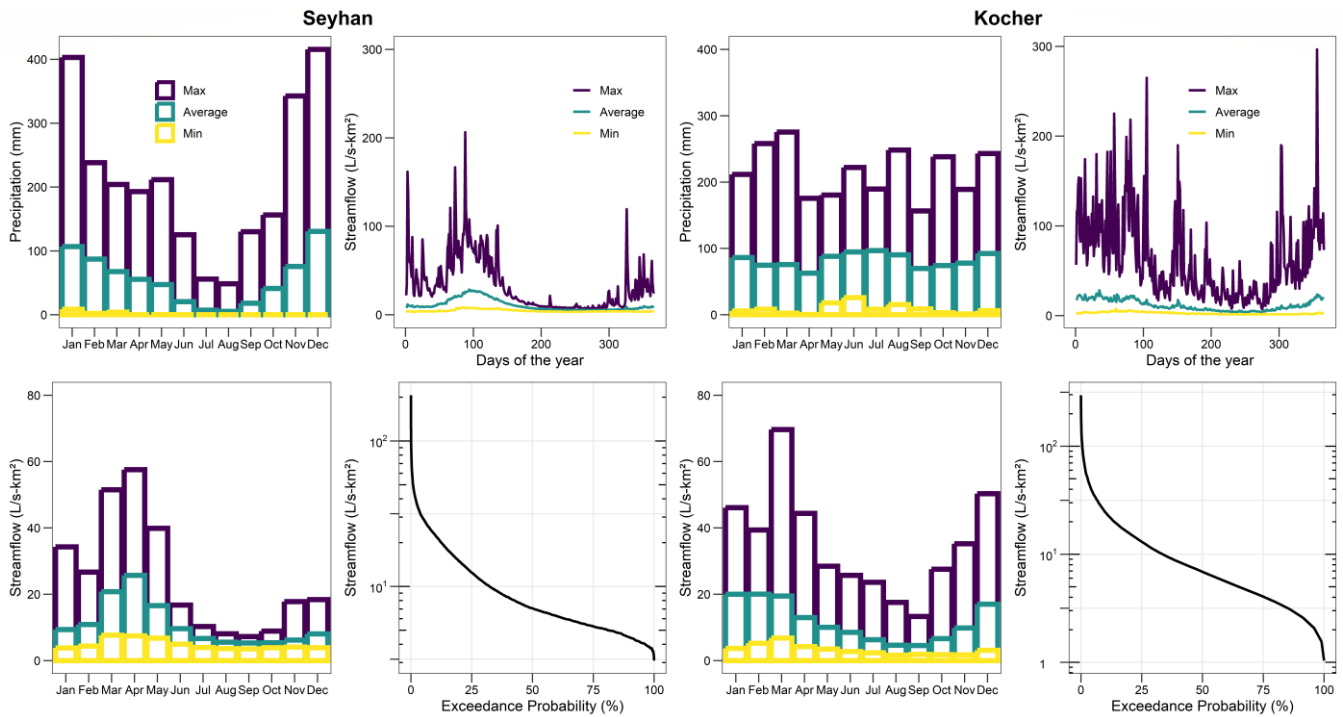 Seyhan
Kocher
Precipitation (mm)
400
300
200
100
0
Max
Average
Min
Jan Feb Mar Apr May Jun Jul Aug Sep Oct Nov Dec
Streamflow (L/s-km²)
300
200
100
0
Max
Average
Min
0 100 200 300
Days of the year
Precipitation (mm)
400
300
200
100
0
Jan Feb Mar Apr May Jun Jul Aug Sep Oct Nov Dec
Streamflow (L/s-km²)
300
200
100
0
Max
Average
Min
0 100 200 300
Days of the year
Streamflow (L/s-km²)
80
60
40
20
0
Jan Feb Mar Apr May Jun Jul Aug Sep Oct Nov Dec
Streamflow (L/s-km²)
10²
10¹
0 25 50 75 100
Exceedance Probability (%)
Streamflow (L/s-km²)
80
60
40
20
0
Jan Feb Mar Apr May Jun Jul Aug Sep Oct Nov Dec
Streamflow (L/s-km²)
10²
10¹
1
0 25 50 75 100
Exceedance Probability (%)